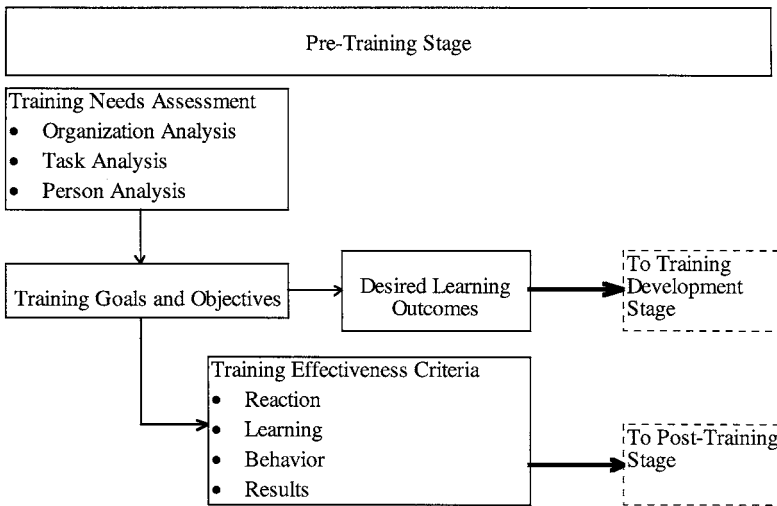 Pre-Training Stage
Training Needs Assessment
• Organization Analysis
• Task Analysis
• Person Analysis
Training Goals and Objectives
Desired Learning
Outcomes
To Training
Development
Stage
Training Effectiveness Criteria
• Reaction
• Learning
• Behavior
• Results
To Post-Training
Stage